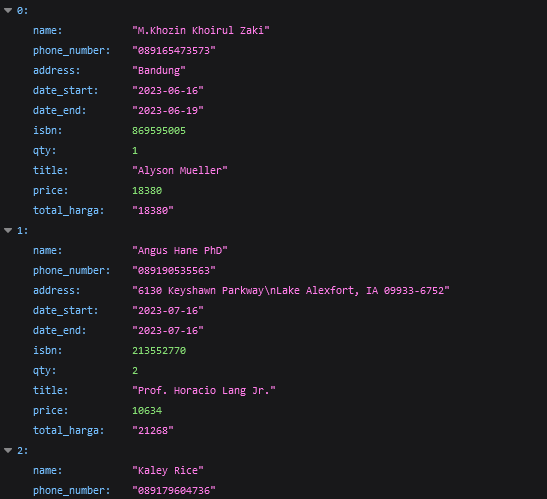 0:
name: "M.Khozin Khoirul Zaki"
phone_number: "089165473573"
address: "Bandung"
date_start: "2023-06-16"
date_end: "2023-06-19"
isbn: 869595005
qty: 1
title: "Alyson Mueller"
price: 18380
total_harga: "18380"
1:
name: "Angus Hane PhD"
phone_number: "089190535563"
address: "6130 Keyshawn Parkway\nLake Alexfort, IA 09933-6752"
date_start: "2023-07-16"
date_end: "2023-07-16"
isbn: 213552770
qty: 2
title: "Prof. Horacio Lang Jr."
price: 10634
total_harga: "21268"
2:
name: "Kaley Rice"
phone_number: "089179604736"